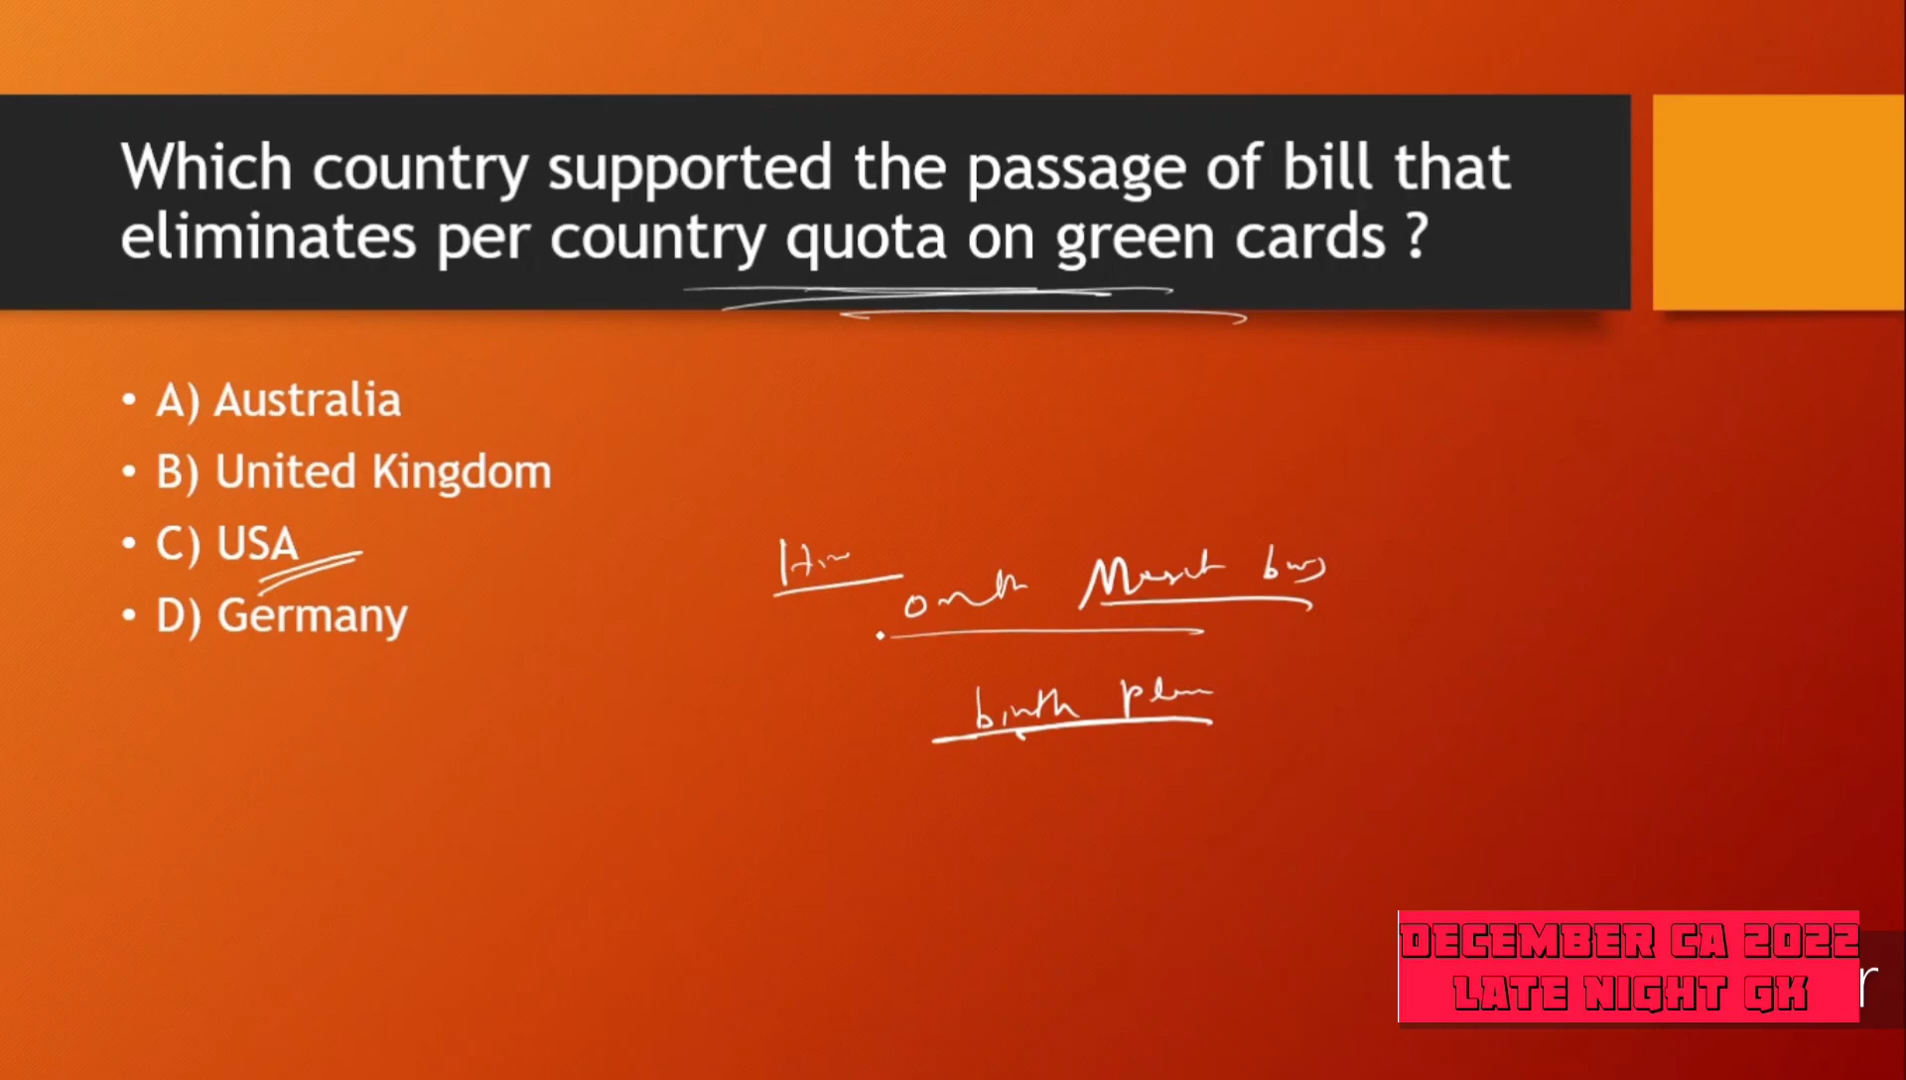 Which country supported the passage of bill that
eliminates per country quota on green cards ?
• A) Australia
• B) United Kingdom
• C) USA
• D) Germany
birth
DECEMBER CA 2022
LATE NIGHT GK
r